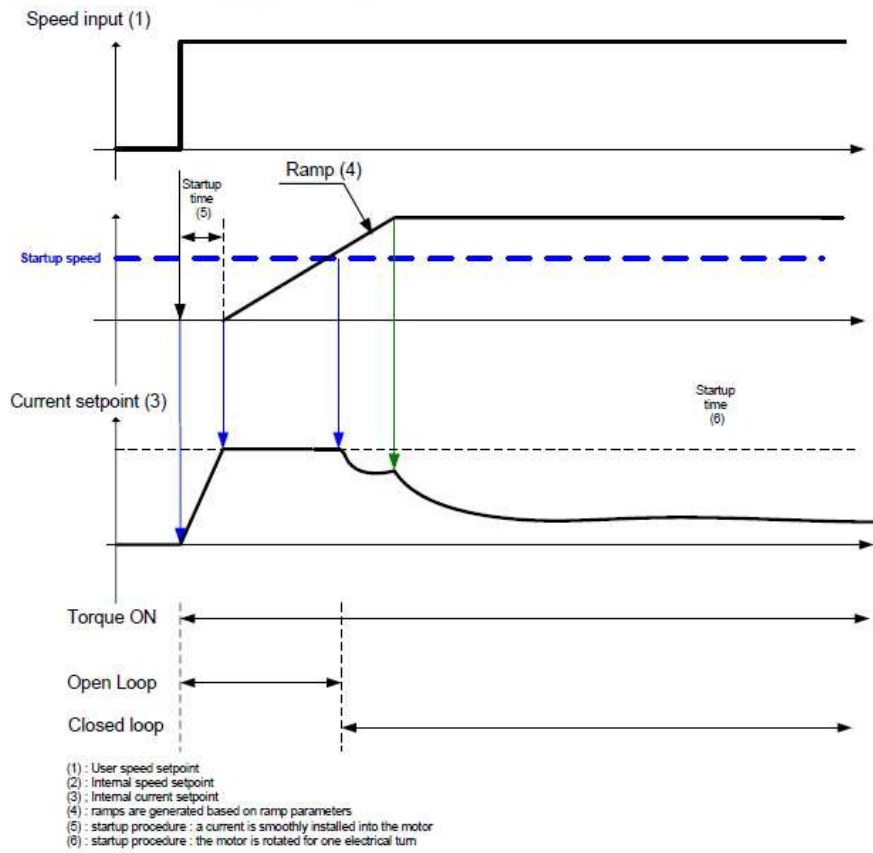 Speed input (1)
Ramp (4)
Startup
time
(5)
Startup speed
Current setpoint (3)
Startup
time
(6)
Torque ON
Open Loop
Closed loop
(1) : User speed setpoint
(2) : Internal speed setpoint
(3) ; Internal current setpoint
(4) : ramps are generated based on ramp parameters
(5) : startup procedure : a current is smoothly installed into the motor
(6) : startup procedure : the motor is rotated for one electrical turn